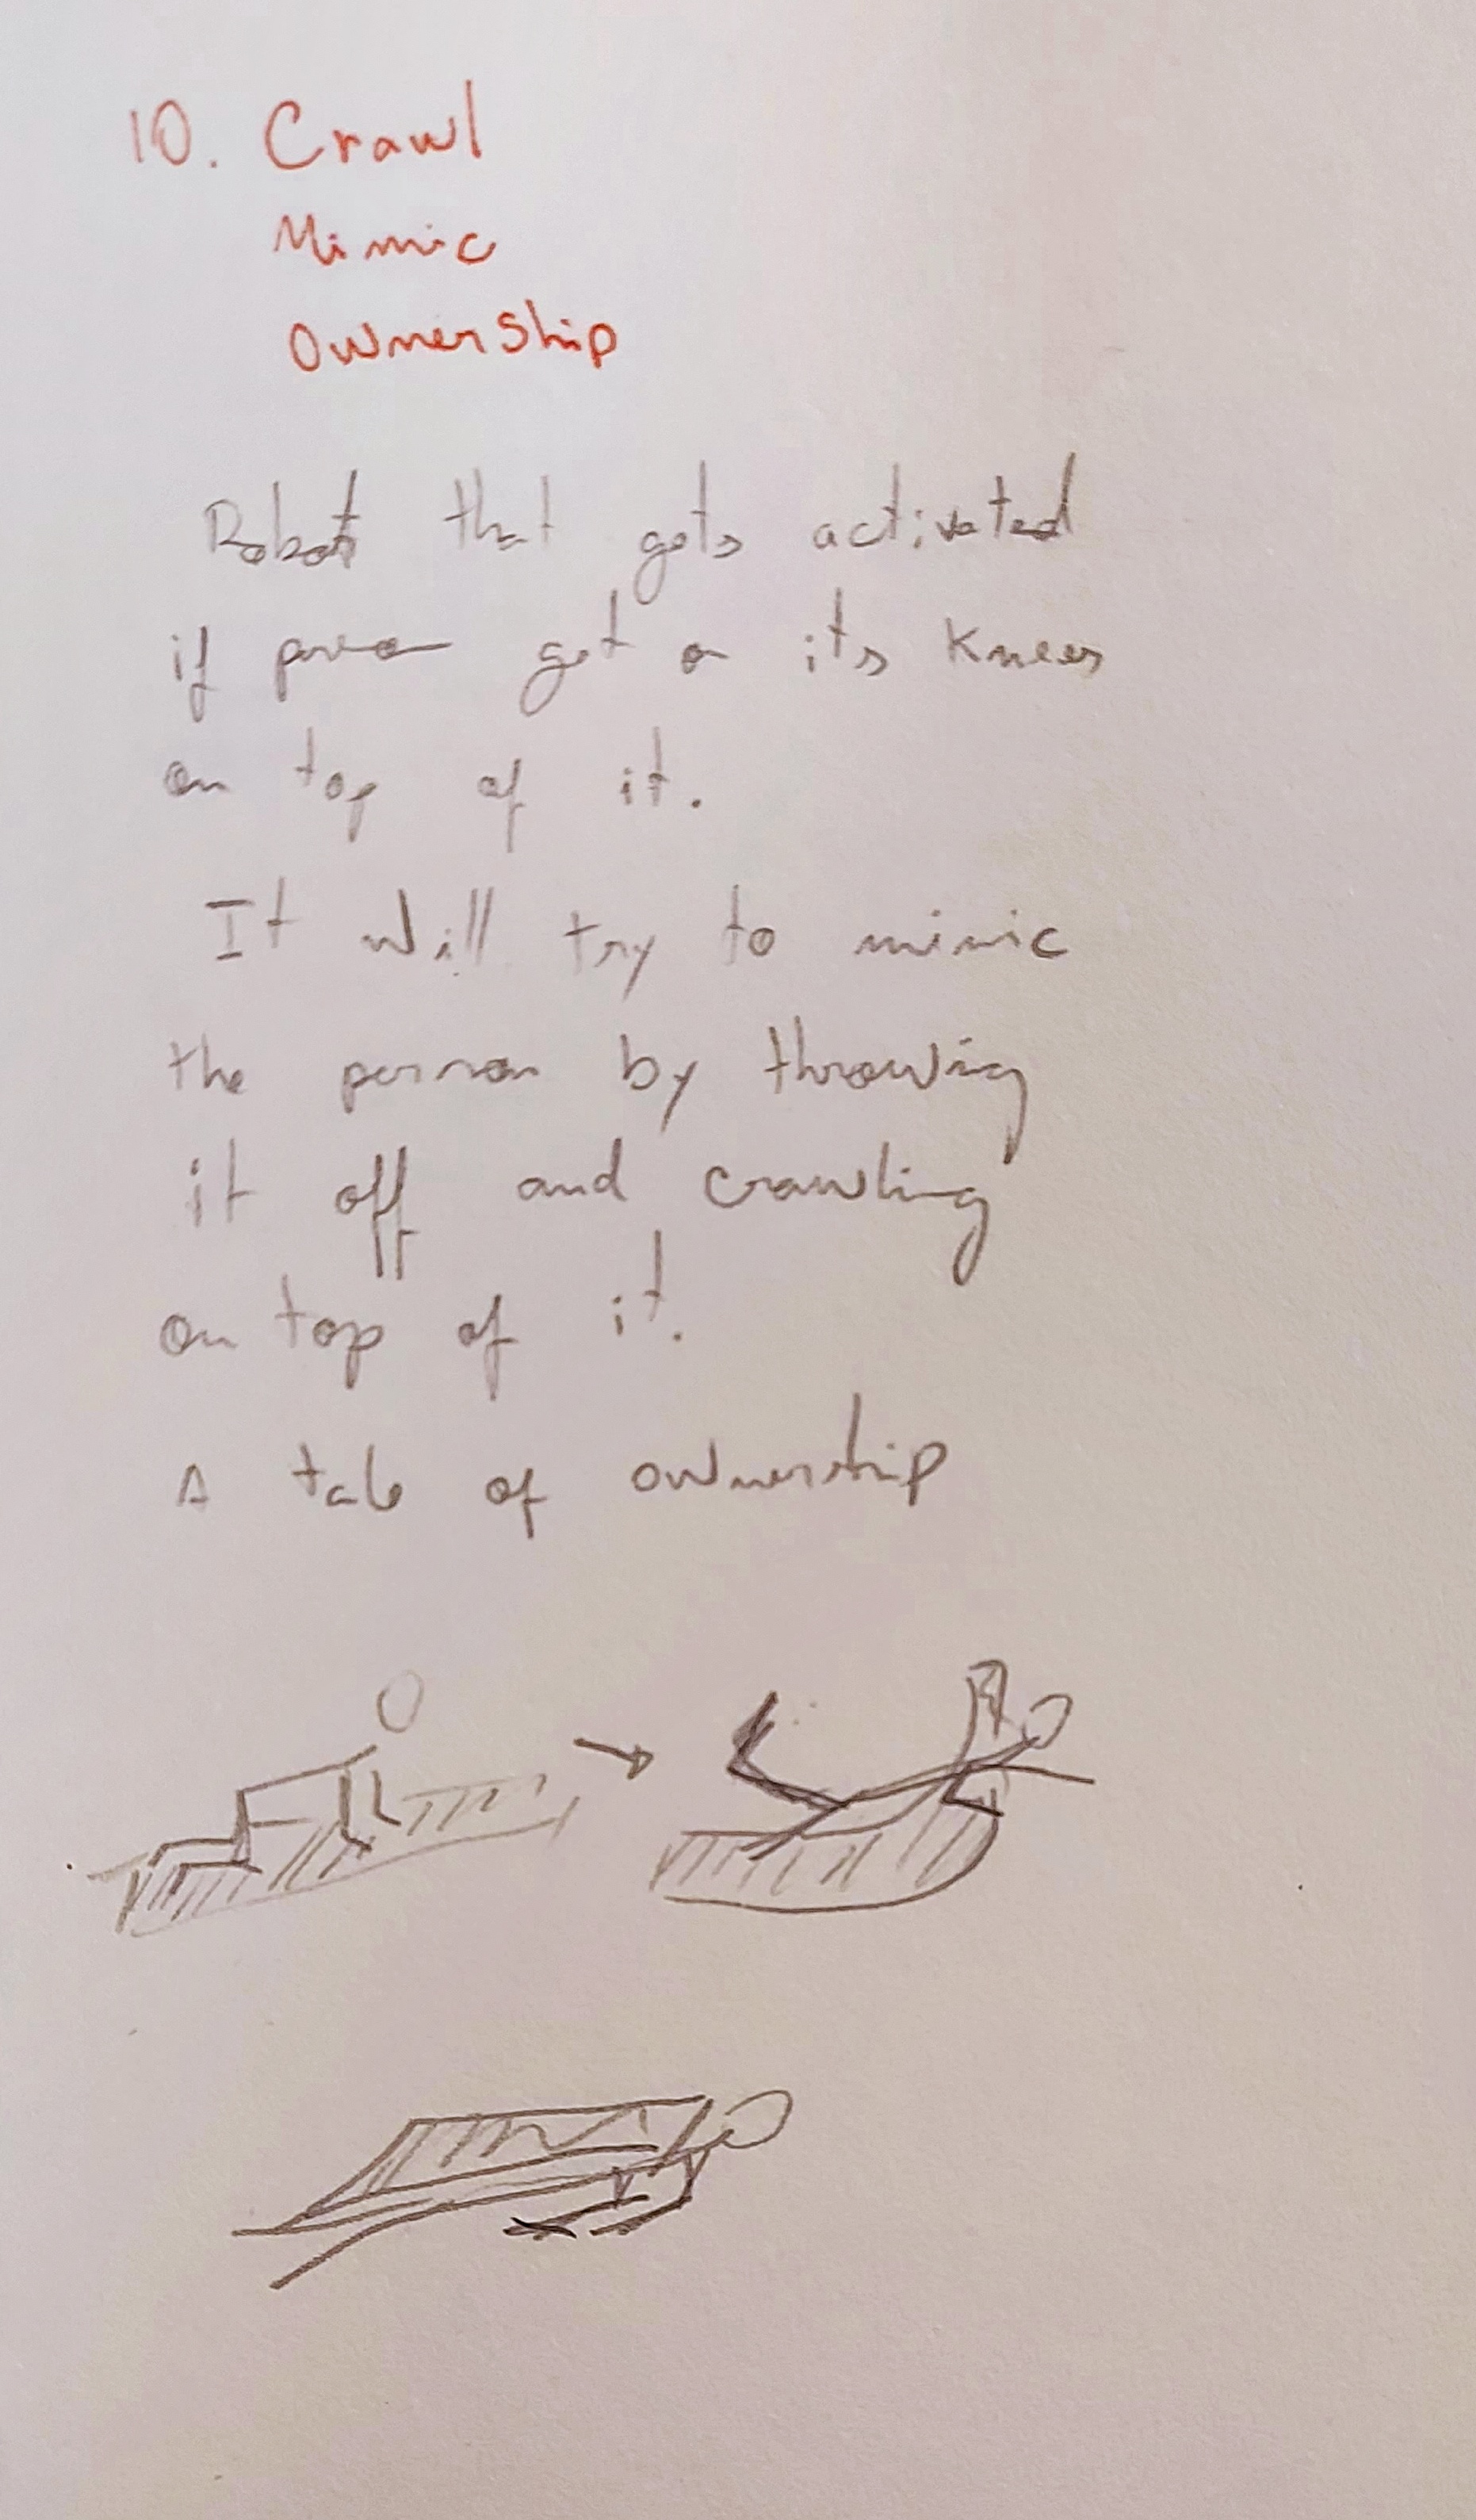 10. Crawl
Mimic
Ownership
Robot that gets activated
if person get on its knees
on top of it.
It will try to mimic
the person by throwing
it off and crawling
on top of it.
A tale of ownership